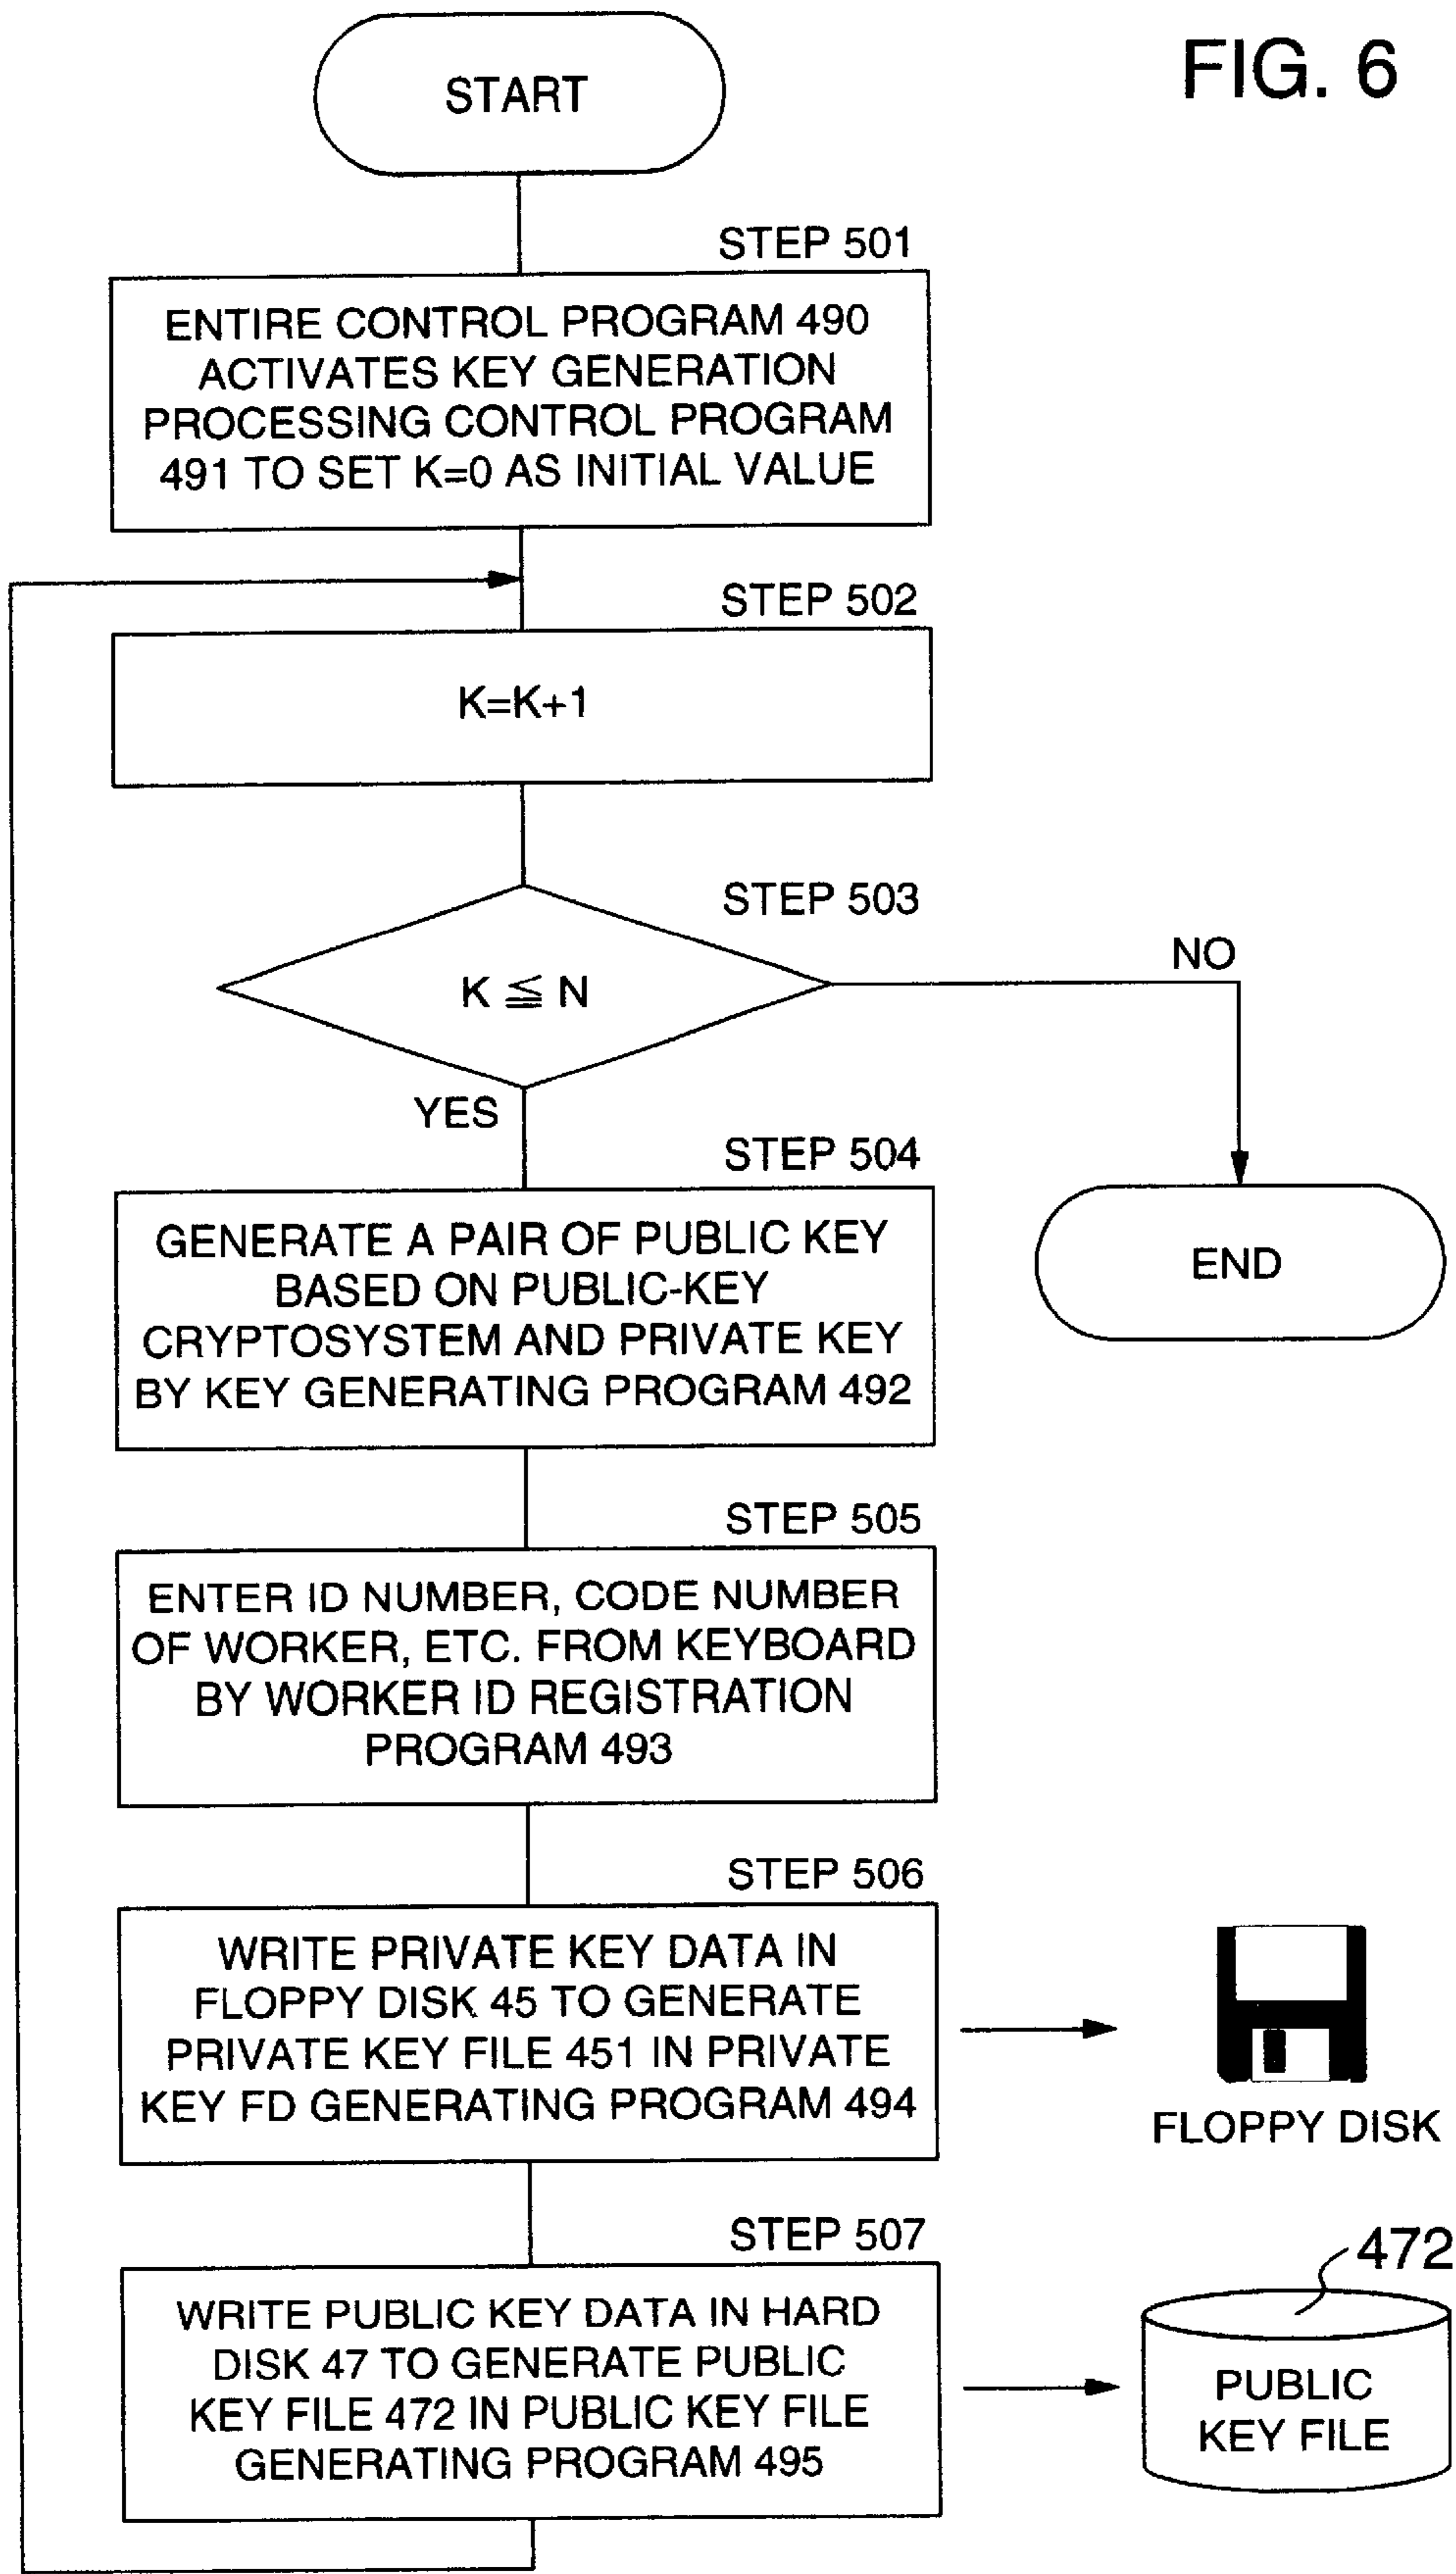 FIG. 6
START
STEP 501
ENTIRE CONTROL PROGRAM 490
ACTIVATES KEY GENERATION
PROCESSING CONTROL PROGRAM
491 TO SET K=0 AS INITIAL VALUE
STEP 502
K=K+1
STEP 503
K ≦ N
NO
YES
END
STEP 504
GENERATE A PAIR OF PUBLIC KEY
BASED ON PUBLIC-KEY
CRYPTOSYSTEM AND PRIVATE KEY
BY KEY GENERATING PROGRAM 492
STEP 505
ENTER ID NUMBER, CODE NUMBER
OF WORKER, ETC. FROM KEYBOARD
BY WORKER ID REGISTRATION
PROGRAM 493
STEP 506
WRITE PRIVATE KEY DATA IN
FLOPPY DISK 45 TO GENERATE
PRIVATE KEY FILE 451 IN PRIVATE
KEY FD GENERATING PROGRAM 494
FLOPPY DISK
STEP 507
WRITE PUBLIC KEY DATA IN HARD
DISK 47 TO GENERATE PUBLIC
KEY FILE 472 IN PUBLIC KEY FILE
GENERATING PROGRAM 495
472
PUBLIC
KEY FILE